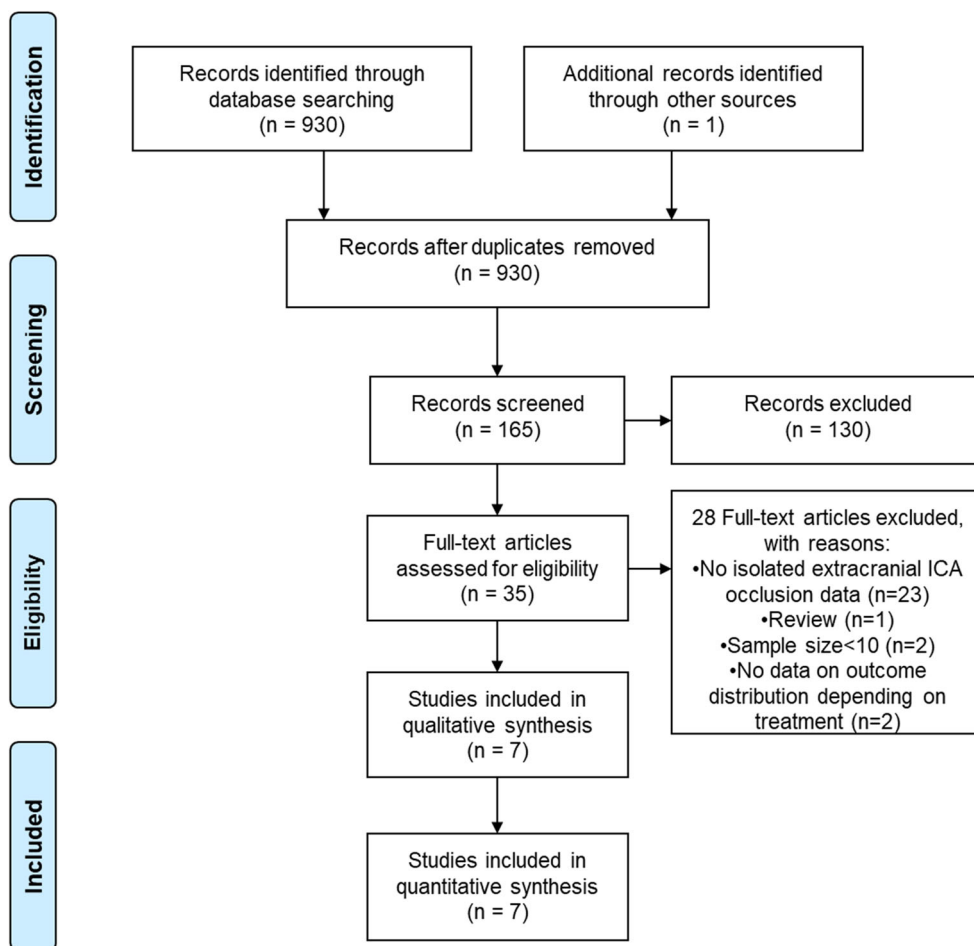 Identification
Records identified through
database searching
(n = 930)
Additional records identified
through other sources
(n = 1)
Records after duplicates removed
(n = 930)
Screening
Records screened
(n = 165)
Records excluded
(n = 130)
Eligibility
Full-text articles
assessed for eligibility
(n = 35)
28 Full-text articles excluded,
with reasons:
•No isolated extracranial ICA
occlusion data (n=23)
•Review (n=1)
•Sample size<10 (n=2)
•No data on outcome
distribution depending on
treatment (n=2)
Studies included in
qualitative synthesis
(n = 7)
Included
Studies included in
quantitative synthesis
(n = 7)